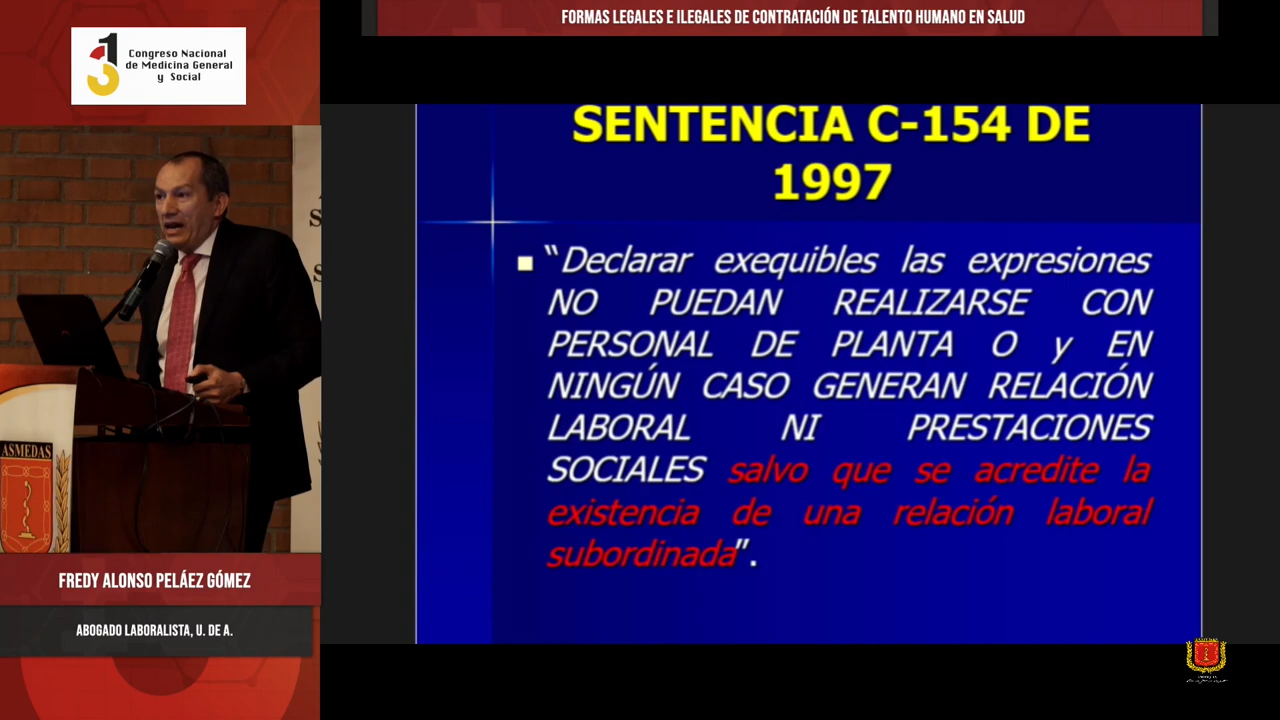 FORMAS LEGALES E ILEGALES DE CONTRATACIÓN DE TALENTO HUMANO EN SALUD
Congreso Nacional
de Medicina General
y Social
SENTENCIA C-154 DE
1997
“Declarar exequibles las expresiones
NO PUEDAN REALIZARSE CON
PERSONAL DE PLANTA O y EN
NINGÚN CASO GENERAN RELACIÓN
LABORAL NI PRESTACIONES
SOCIALES salvo que se acredite la
existencia de una relación laboral
subordinada”.
ASMEDAS
FREDY ALONSO PELÁEZ GÓMEZ
ABOGADO LABORALISTA, U. DE A.